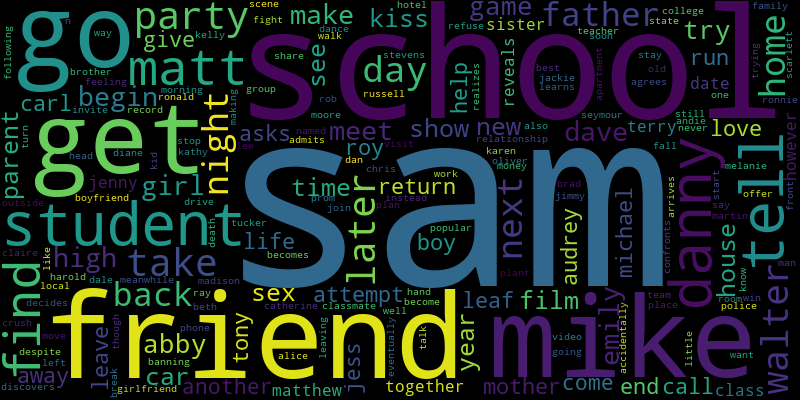 following
go
way
brother
feeling
morning
party
give
kelly
scene
fight
make
share
dance
see
hotel
kiss
walk
day
game
refuse
sister
reveals
father
teacher
soon
college
state
try
run
date
home
family
scarlett
trying
matt
carl
begin
ronald
invite
record
making
group
moore
rob
russell
stevens
school
help
realizes
best
jackie
learns
agrees
apartment
stay
old
one
ronnie
parent
turn
get
night
asks
meet
show
new
also
dave
seymour
terry
still
andie
never
love
however
head
diane
stop
kathy
lee
admits
named
visit
roy
dan
chris
relationship
karen
oliver
money
fall
melanie
jenny
kid
girl
boyfriend
drive
time
prom
join
plan
instead
return
work
next
brad
jimmy
audrey
michael
danny
start
say
martin
offer
tell
front
outside
student
tucker
death
life
becomes
later
boy
popular
sam
plant
confronts
arrives
house
know
walter
man
claire
find
like
high
local
harold
decides
dale
meanwhile
take
ray
madison
back
beth
phone
sex
catherine
attempt
classmate
well
hand
become
leaf
film
team
place
room
win
police
crush
despite
left
discovers
away
move
leave
though
break
girlfriend
friend
abby
banning
car
another
tony
alice
matthew
leaving
jess
eventually
together
talk
year
mother
mike
video
going
come
emily
accidentally
end
call
little
want
class